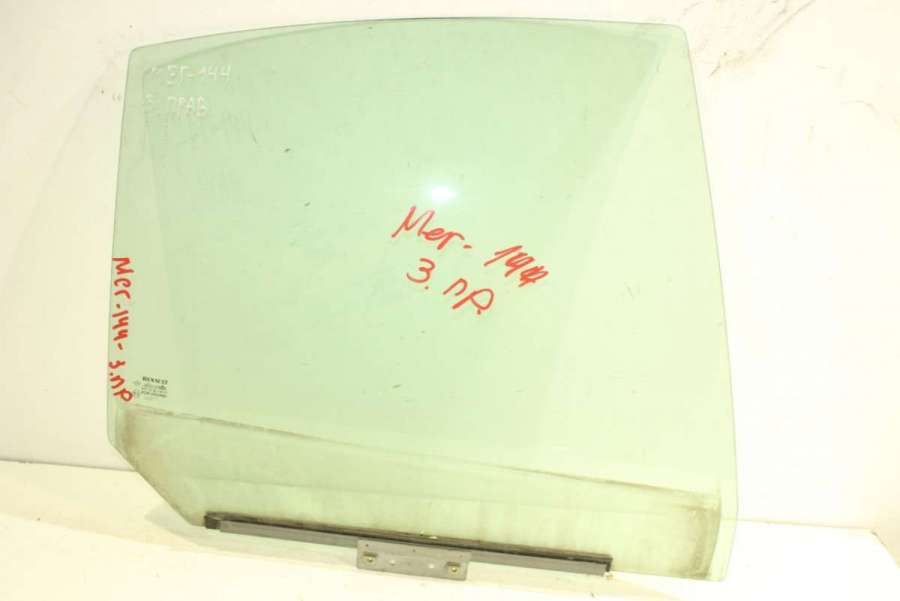 МЕГ-144
З. ПРАВ
Мег- 144
З. пр.
Мег-144-З.пр
RENAULT